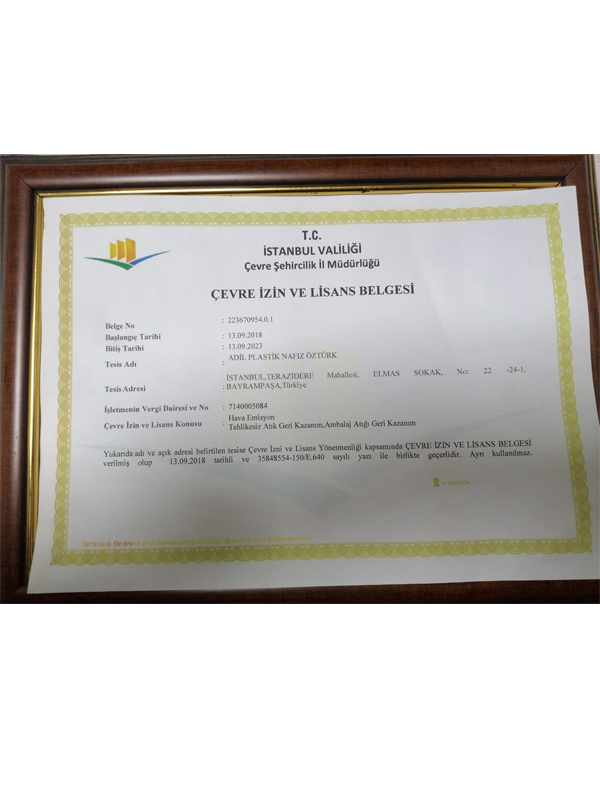 T.C.
İSTANBUL VALİLİĞİ
Çevre Şehircilik İl Müdürlüğü
ÇEVRE İZİN VE LİSANS BELGESİ
Belge No : 223670954.0.1
Başlangıç Tarihi : 13.09.2018
Bitiş Tarihi : 13.09.2023
Tesis Adı : ADİL PLASTİK NAFIZ ÖZTÜRK
İSTANBUL,TERAZİDERE Mahallesi, ELMAS SOKAK, No: 22 -24-1,
Tesis Adresi : BAYRAMPAŞA,Türkiye
İşletmenin Vergi Dairesi ve No : 7140005084
Çevre İzin ve Lisans Konusu : Hava Emisyon
Tehlikesiz Atık Geri Kazanım,Ambalaj Atığı Geri Kazanım
Yukarıda adı ve açık adresi belirtilen tesise Çevre İzni ve Lisans Yönetmenliği kapsamında ÇEVRE İZİN VE LİSANS BELGESİ
verilmiş olup 13.09.2018 tarihli ve 35848554-150/E.640 sayılı yazı ile birlikte geçerlidir. Ayrı kullanılmaz.